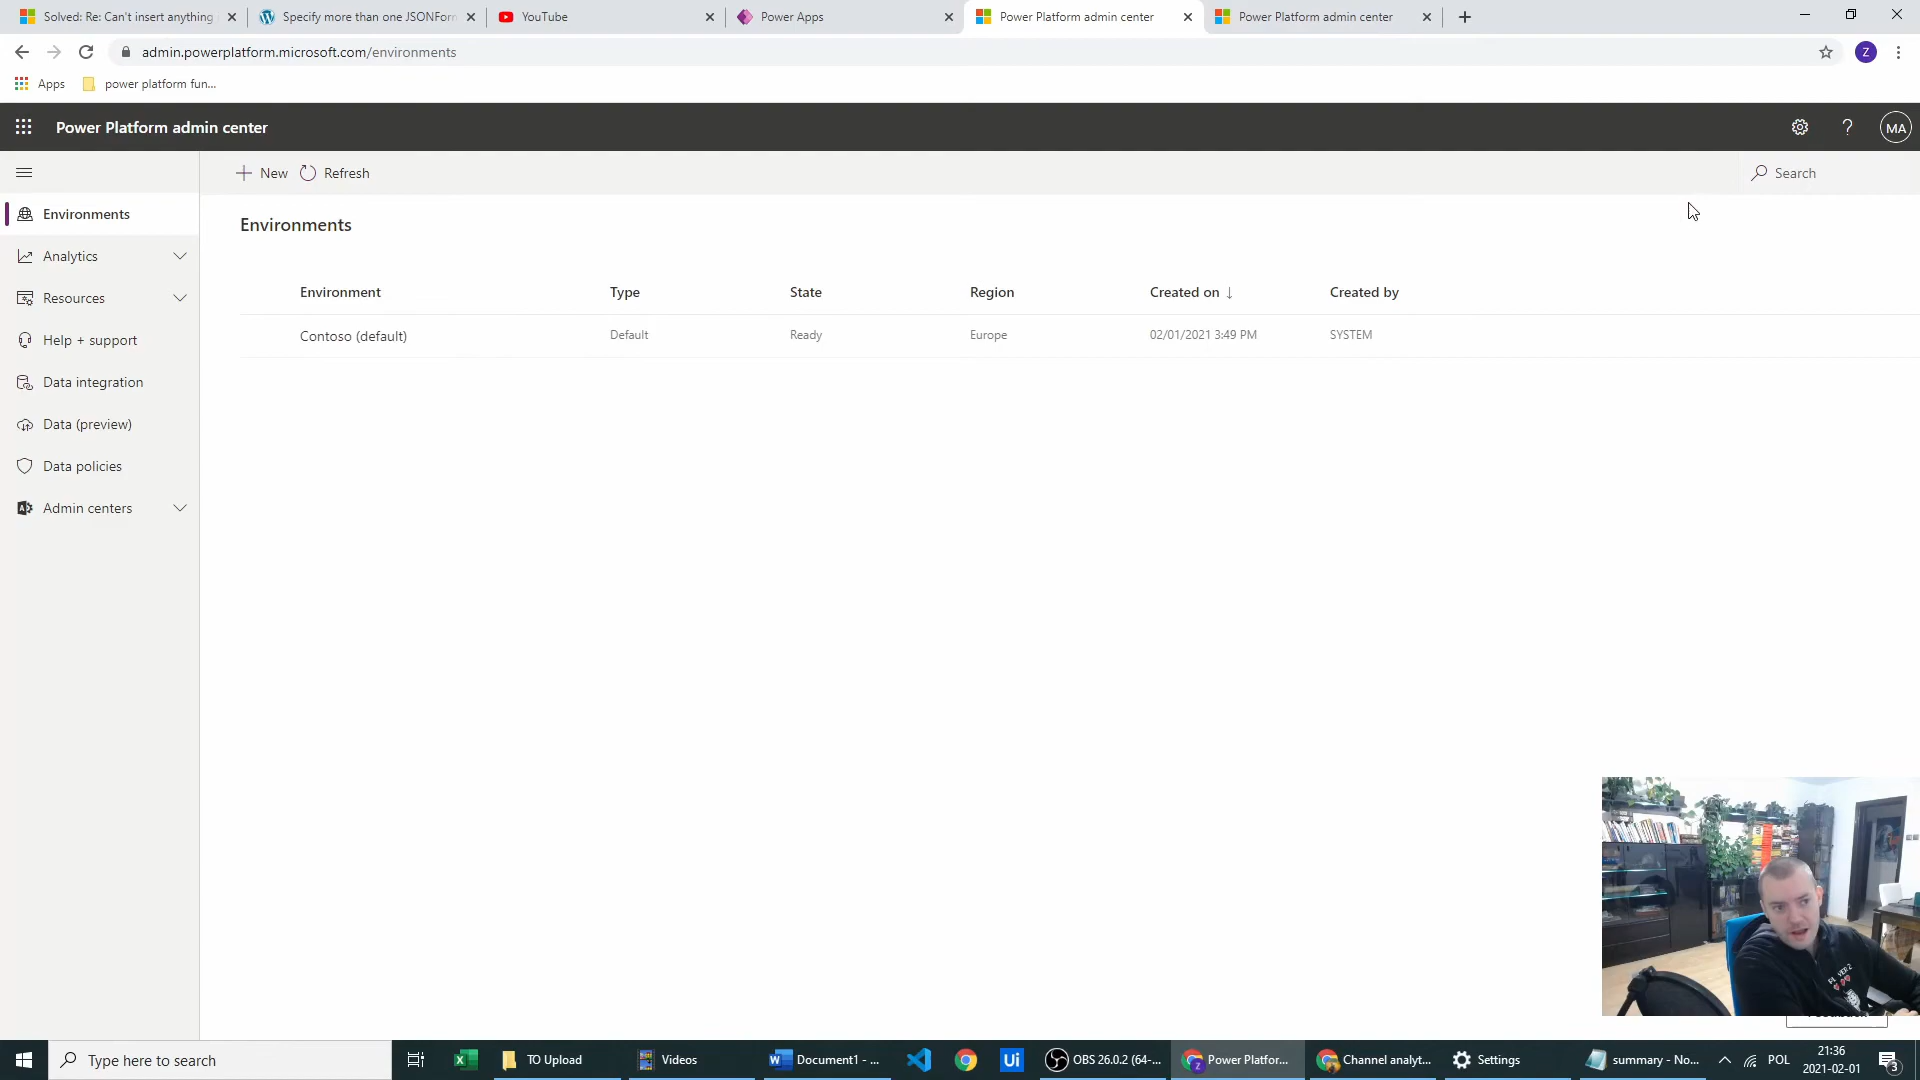 Solved: Re: Can't insert anything
Specify more than one JSONForm
YouTube
Power Apps
Power Platform admin center
Power Platform admin center
admin.powerplatform.microsoft.com/environments
Z
Apps
power platform fun...
Power Platform admin center
?
MA
New
Refresh
Search
Environments
Analytics
Resources
Help + support
Data integration
Data (preview)
Data policies
Admin centers
Environments
Environment
Type
State
Region
Created on ↓
Created by
Contoso (default)
Default
Ready
Europe
02/01/2021 3:49 PM
SYSTEM
Type here to search
TO Upload
Videos
Document1 - ...
Ui
OBS 26.0.2 (64-...
Power Platfor...
Channel analyt...
Settings
summary - No...
POL
21:36
2021-02-01
3